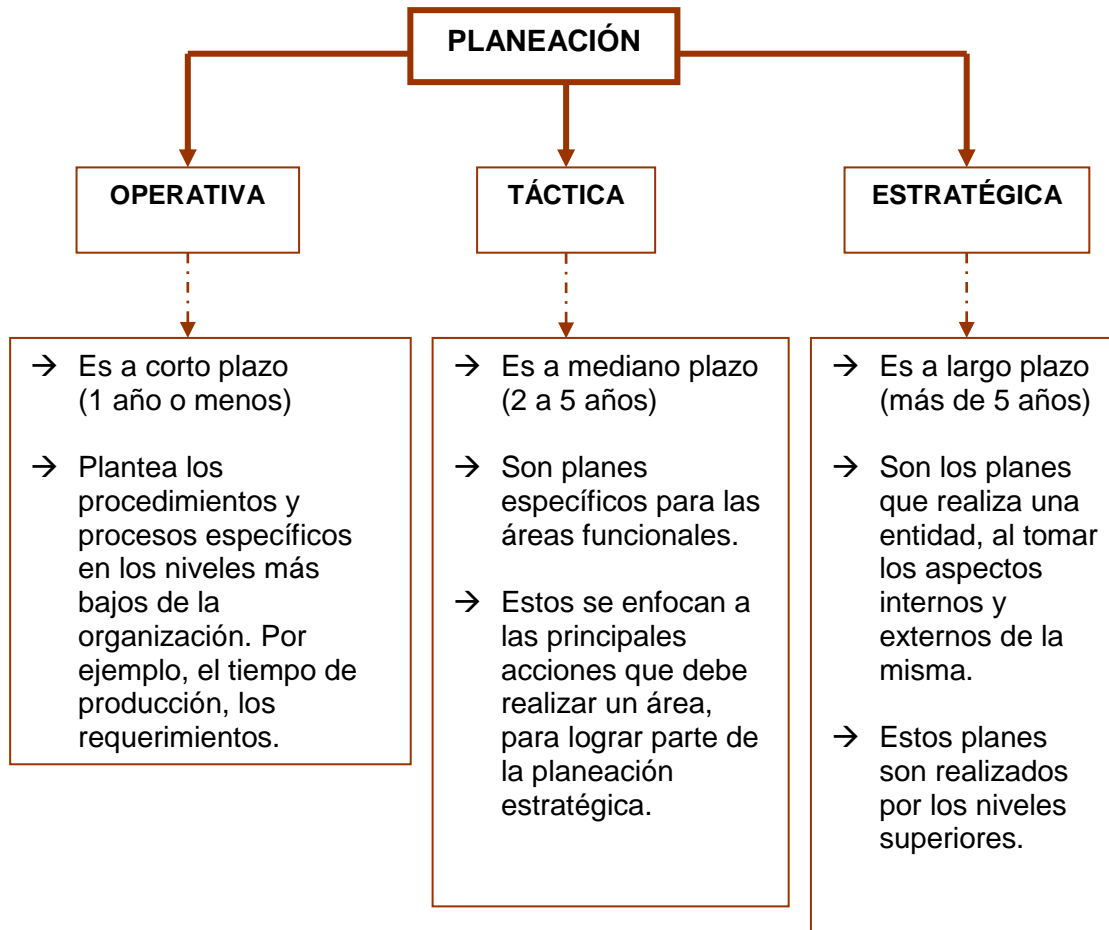 PLANEACIÓN
OPERATIVA
TÁCTICA
ESTRATÉGICA
→ Es a corto plazo
(1 año o menos)
→ Plantea los
procedimientos y
procesos específicos
en los niveles más
bajos de la
organización. Por
ejemplo, el tiempo de
producción, los
requerimientos.
→ Es a mediano plazo
(2 a 5 años)
→ Son planes
específicos para las
áreas funcionales.
→ Estos se enfocan a
las principales
acciones que debe
realizar un área,
para lograr parte de
la planeación
estratégica.
→ Es a largo plazo
(más de 5 años)
→ Son los planes
que realiza una
entidad, al tomar
los aspectos
internos y
externos de la
misma.
→ Estos planes
son realizados
por los niveles
superiores.